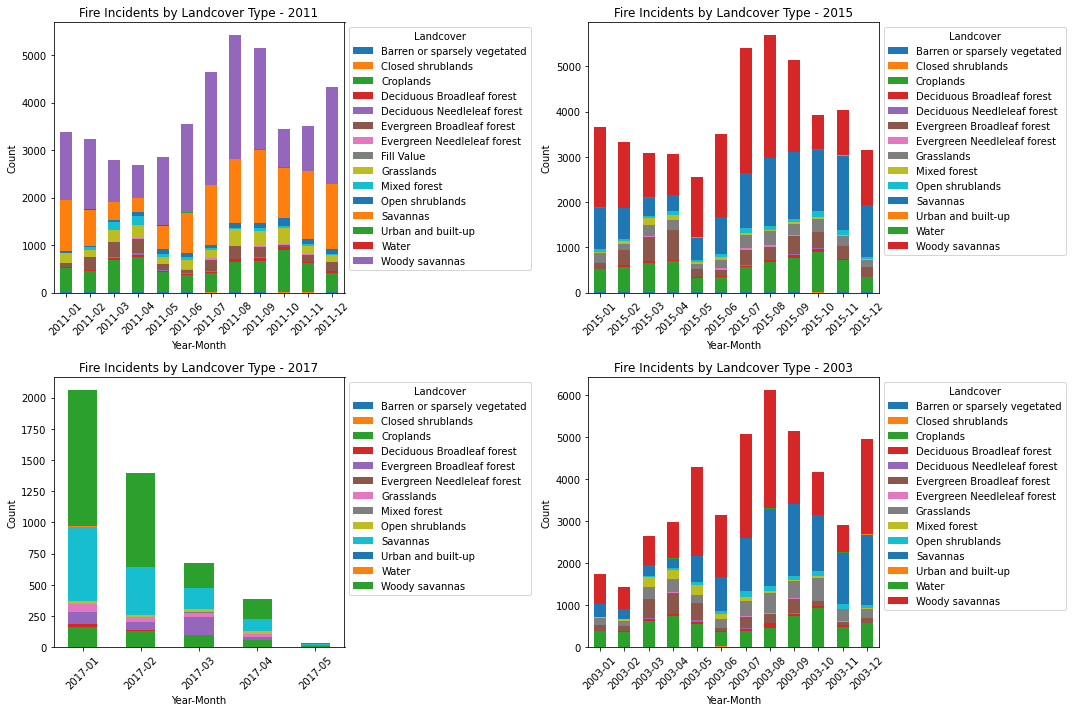 Fire Incidents by Landcover Type - 2011
Count
5000
4000
3000
2000
1000
0
2011-01
2011-02
2011-03
2011-04
2011-05
2011-06
2011-07
2011-08
2011-09
2011-10
2011-11
2011-12
Year-Month
Landcover
Barren or sparsely vegetated
Closed shrublands
Croplands
Deciduous Broadleaf forest
Deciduous Needleleaf forest
Evergreen Broadleaf forest
Evergreen Needleleaf forest
Fill Value
Grasslands
Mixed forest
Open shrublands
Savannas
Urban and built-up
Water
Woody savannas
Fire Incidents by Landcover Type - 2015
Count
5000
4000
3000
2000
1000
0
2015-01
2015-02
2015-03
2015-04
2015-05
2015-06
2015-07
2015-08
2015-09
2015-10
2015-11
2015-12
Year-Month
Landcover
Barren or sparsely vegetated
Closed shrublands
Croplands
Deciduous Broadleaf forest
Deciduous Needleleaf forest
Evergreen Broadleaf forest
Evergreen Needleleaf forest
Grasslands
Mixed forest
Open shrublands
Savannas
Urban and built-up
Water
Woody savannas
Fire Incidents by Landcover Type - 2017
Count
2000
1750
1500
1250
1000
750
500
250
0
2017-01
2017-02
2017-03
2017-04
2017-05
Year-Month
Landcover
Barren or sparsely vegetated
Closed shrublands
Croplands
Deciduous Broadleaf forest
Evergreen Broadleaf forest
Evergreen Needleleaf forest
Grasslands
Mixed forest
Open shrublands
Savannas
Urban and built-up
Water
Woody savannas
Fire Incidents by Landcover Type - 2003
Count
6000
5000
4000
3000
2000
1000
0
2003-01
2003-02
2003-03
2003-04
2003-05
2003-06
2003-07
2003-08
2003-09
2003-10
2003-11
2003-12
Year-Month
Landcover
Barren or sparsely vegetated
Closed shrublands
Croplands
Deciduous Broadleaf forest
Deciduous Needleleaf forest
Evergreen Broadleaf forest
Evergreen Needleleaf forest
Grasslands
Mixed forest
Open shrublands
Savannas
Urban and built-up
Water
Woody savannas